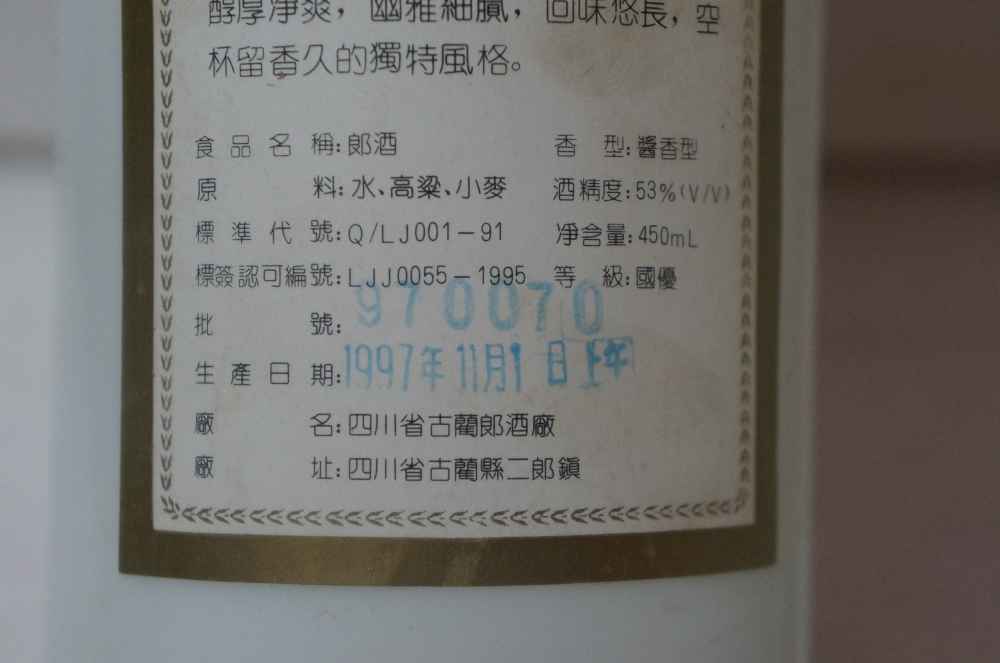 醇厚淨爽，幽雅細膩，回味悠長，空
杯留香久的獨特風格。
食品名稱:郎酒 香型:醬香型
原料:水、高粱、小麥 酒精度:53%(V/V)
標準代號:Q/LJ001-91 淨含量:450mL
標簽認可編號:LJJ0055-1995 等級:國優
批號: 970070
生產日期:1997年11月1日上午
廠名:四川省古藺郎酒廠
廠址:四川省古藺縣二郎鎮